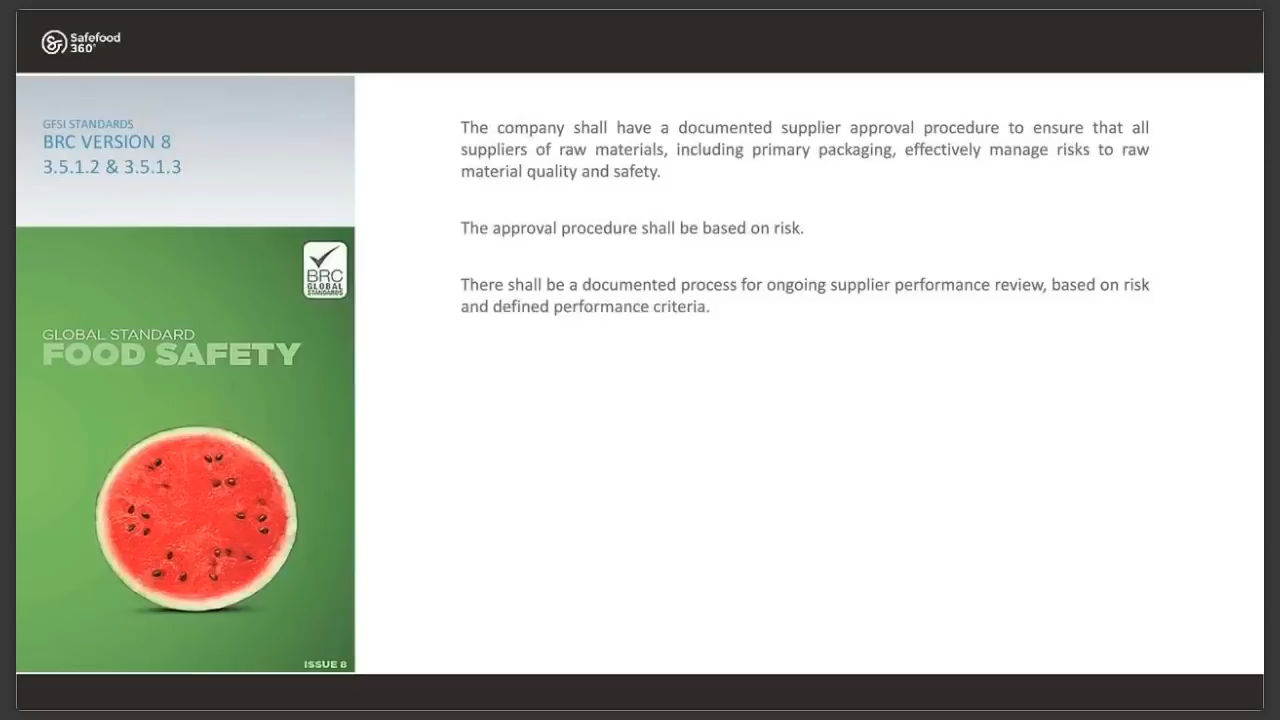 Safefood
360°
GFSI STANDARDS
BRC VERSION 8
3.5.1.2 & 3.5.1.3
BRC
GLOBAL
STANDARDS
GLOBAL STANDARD
FOOD SAFETY
ISSUE 8
The company shall have a documented supplier approval procedure to ensure that all
suppliers of raw materials, including primary packaging, effectively manage risks to raw
material quality and safety.
The approval procedure shall be based on risk.
There shall be a documented process for ongoing supplier performance review, based on risk
and defined performance criteria.